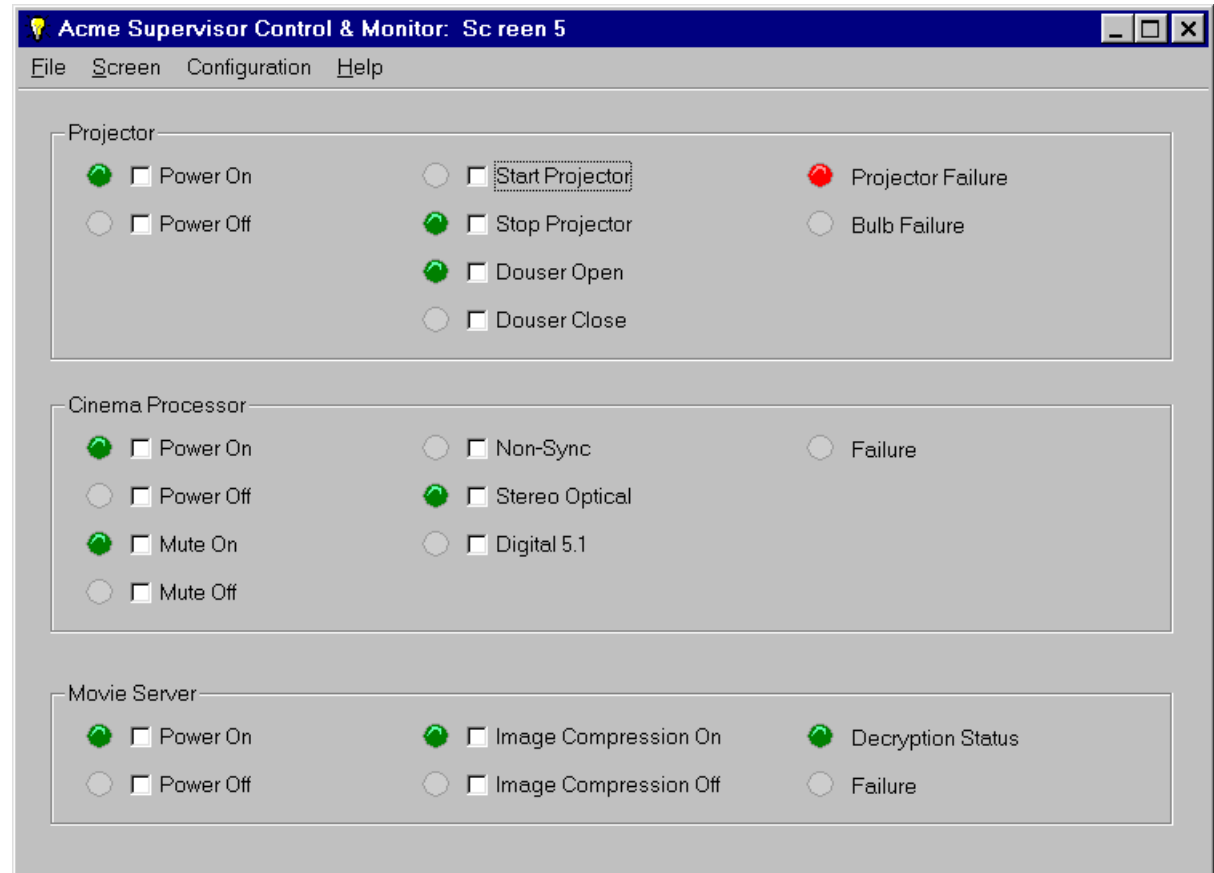 Acme Supervisor Control & Monitor:  Sc reen 5
File Screen Configuration Help
Projector
Power On Start Projector Projector Failure
Power Off Stop Projector Bulb Failure
Douser Open
Douser Close
Cinema Processor
Power On Non-Sync Failure
Power Off Stereo Optical
Mute On Digital 5.1
Mute Off
Movie Server
Power On Image Compression On Decryption Status
Power Off Image Compression Off Failure